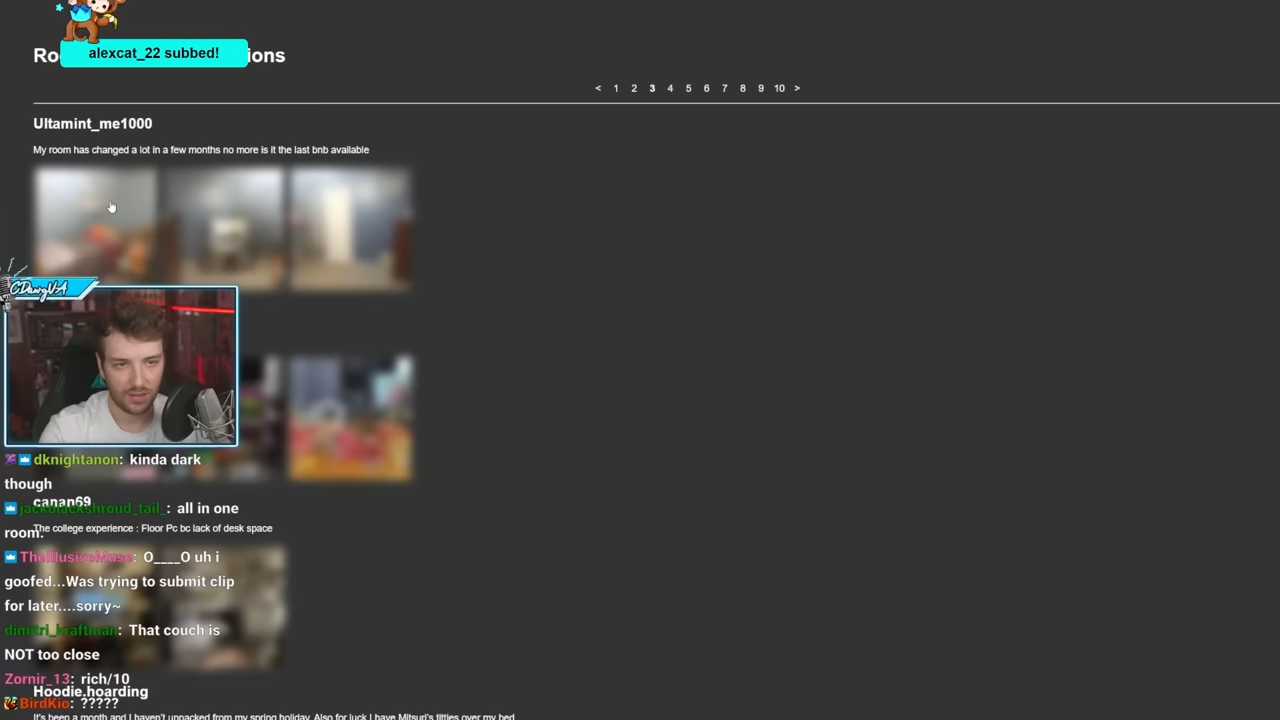 alexcat_22 subbed!
Ro
ions
< 1 2 3 4 5 6 7 8 9 10 >
Ultamint_me1000
My room has changed a lot in a few months no more is it the last bnb available
CDawgVA
dknightanon: kinda dark
though
canan69
jackblackshroud_tail_: all in one
room.
The college experience : Floor Pc bc lack of desk space
TheIllusiveMuse: O____O uh i
goofed...Was trying to submit clip
for later....sorry~
dimitri_kraftman: That couch is
NOT too close
Zornir_13: rich/10
Hoodie.hoarding
BirdKio: ?????
It's been a month and I haven't unpacked from my spring holiday. Also for luck I have Mitsuri's titties over my bed